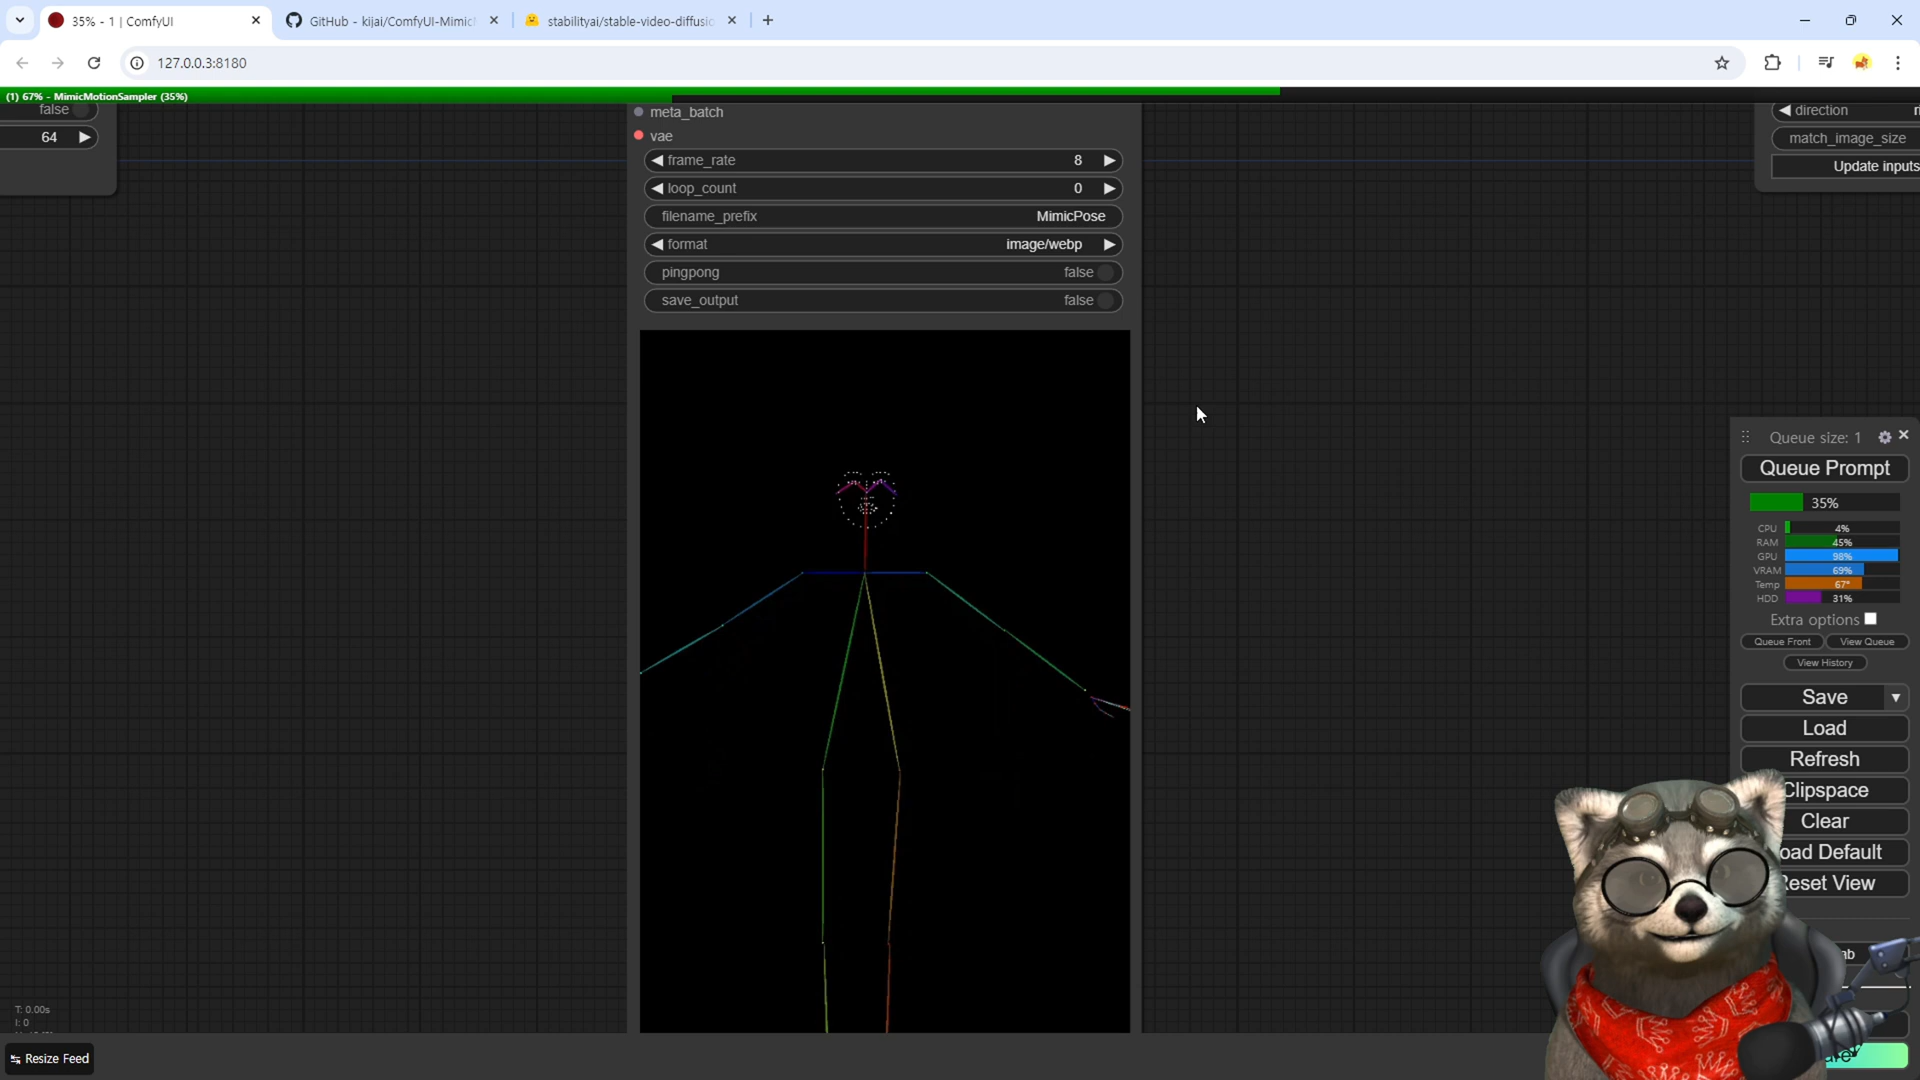 35% - 1 | ComfyUI
GitHub - kijai/ComfyUI-Mimic
stabilityai/stable-video-diffusio
127.0.0.3:8180
(1) 67% - MimicMotionSampler (35%)
false
64
meta_batch
vae
frame_rate 8
loop_count 0
filename_prefix MimicPose
format image/webp
pingpong false
save_output false
direction
match_image_size
Update inputs
Queue size: 1
Queue Prompt
35%
CPU 4%
RAM 45%
GPU 98%
VRAM 69%
Temp 67°
HDD 31%
Extra options
Queue Front View Queue
View History
Save
Load
Refresh
Clipspace
Clear
oad Default
Reset View
T: 0.00s
I: 0
Resize Feed